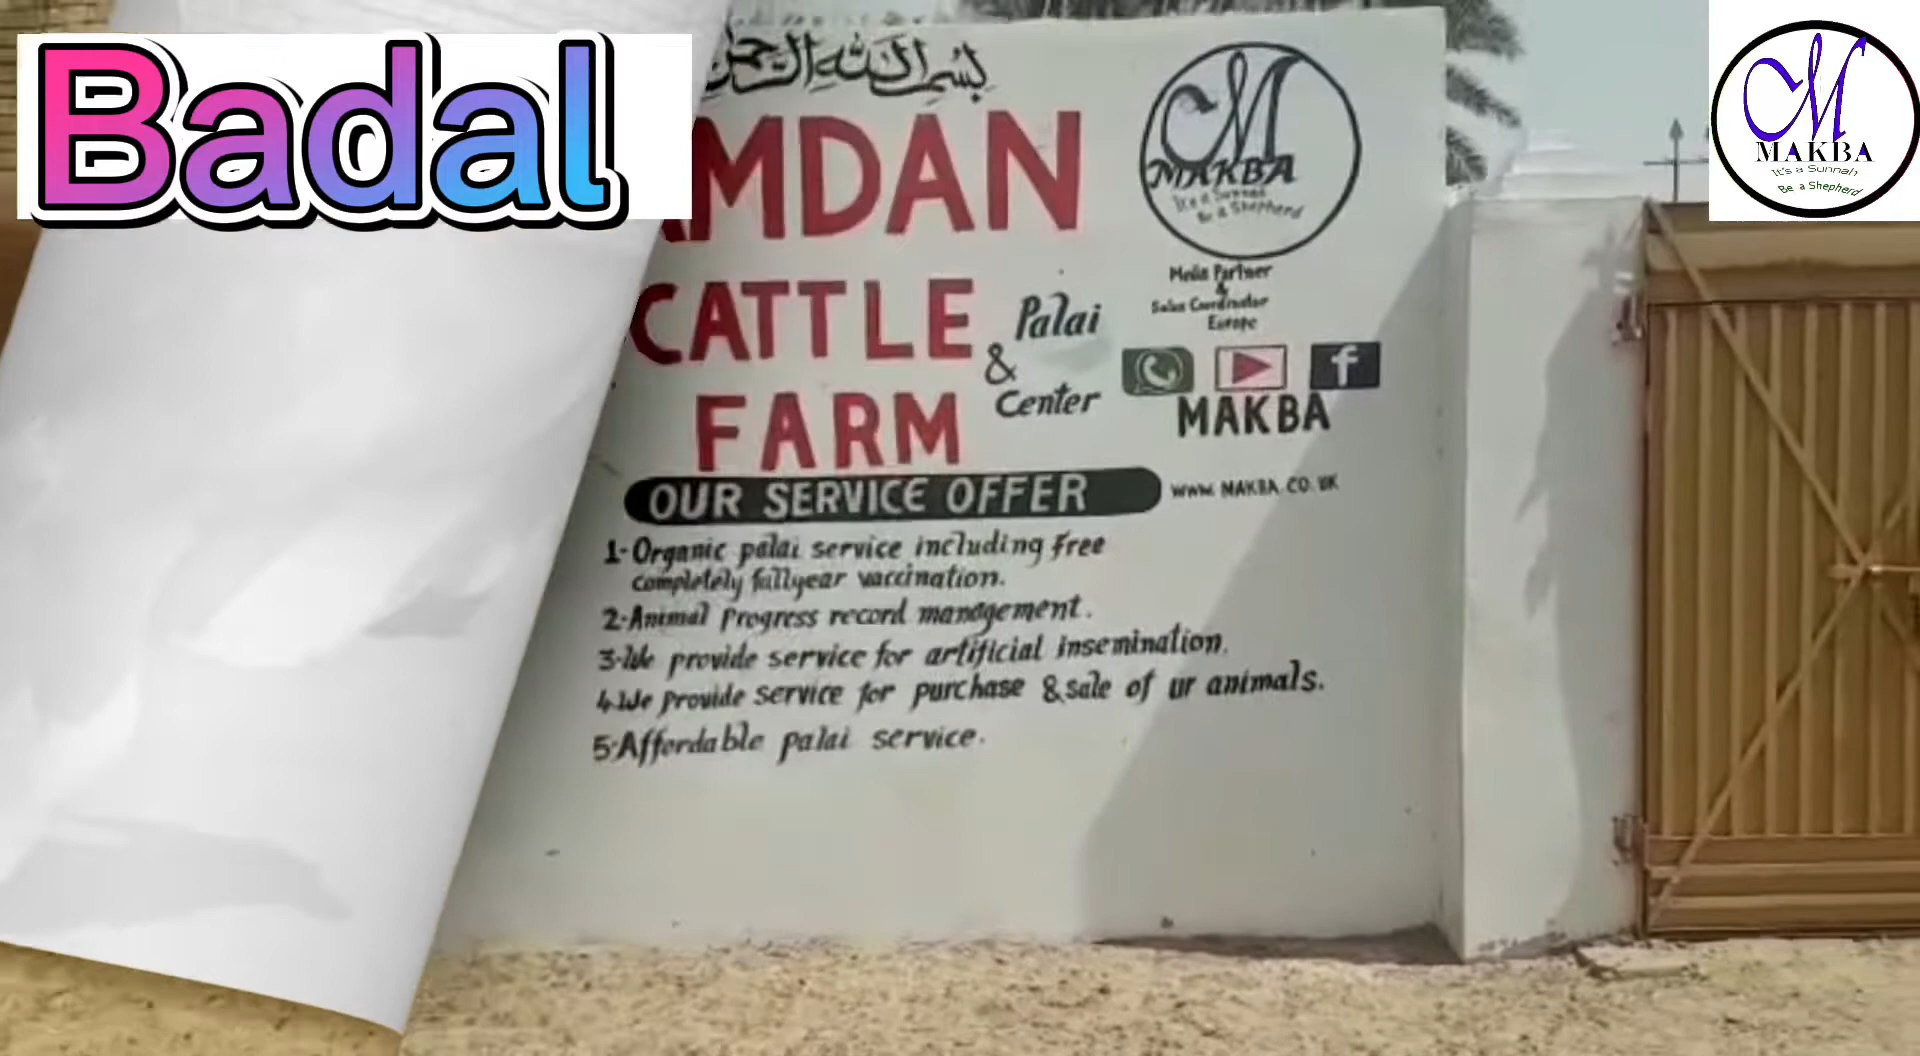 Badal
بسم الله الرحمن
MDAN
CATTLE
FARM
& Palai
Center
MAKBA
It's a Sunnah
Be a Shepherd
Media Partner
&
Sales Coordinator
Europe
MAKBA
www.MAKBA.CO.UK
OUR SERVICE OFFER
1-Organic palai service including free
completely fullyear vaccination.
2-Animal Progress record management.
3-We provide service for artificial insemination.
4-We Provide service for purchase & sale of ur animals.
5-Affordable palai service.
M
MAKBA
It's a Sunnah
Be a Shepherd